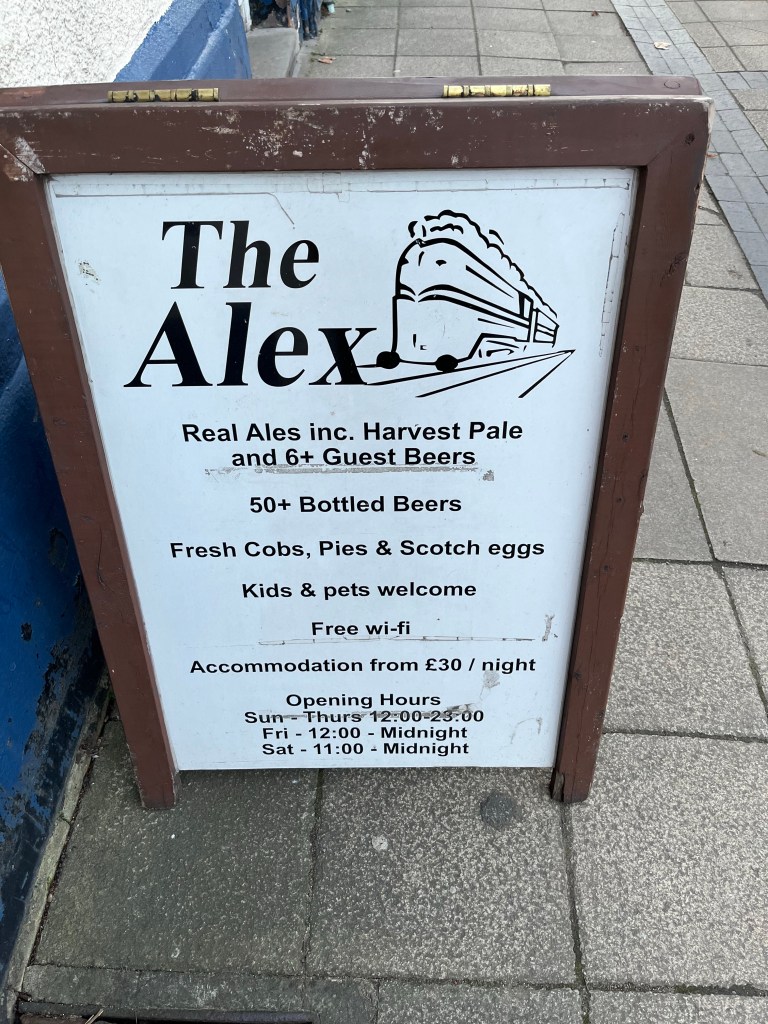 The
Alex
Real Ales inc. Harvest Pale
and 6+ Guest Beers
50+ Bottled Beers
Fresh Cobs, Pies & Scotch eggs
Kids & pets welcome
Free wi-fi
Accommodation from £30 / night
Opening Hours
Sun - Thurs 12:00-23:00
Fri - 12:00 - Midnight
Sat - 11:00 - Midnight